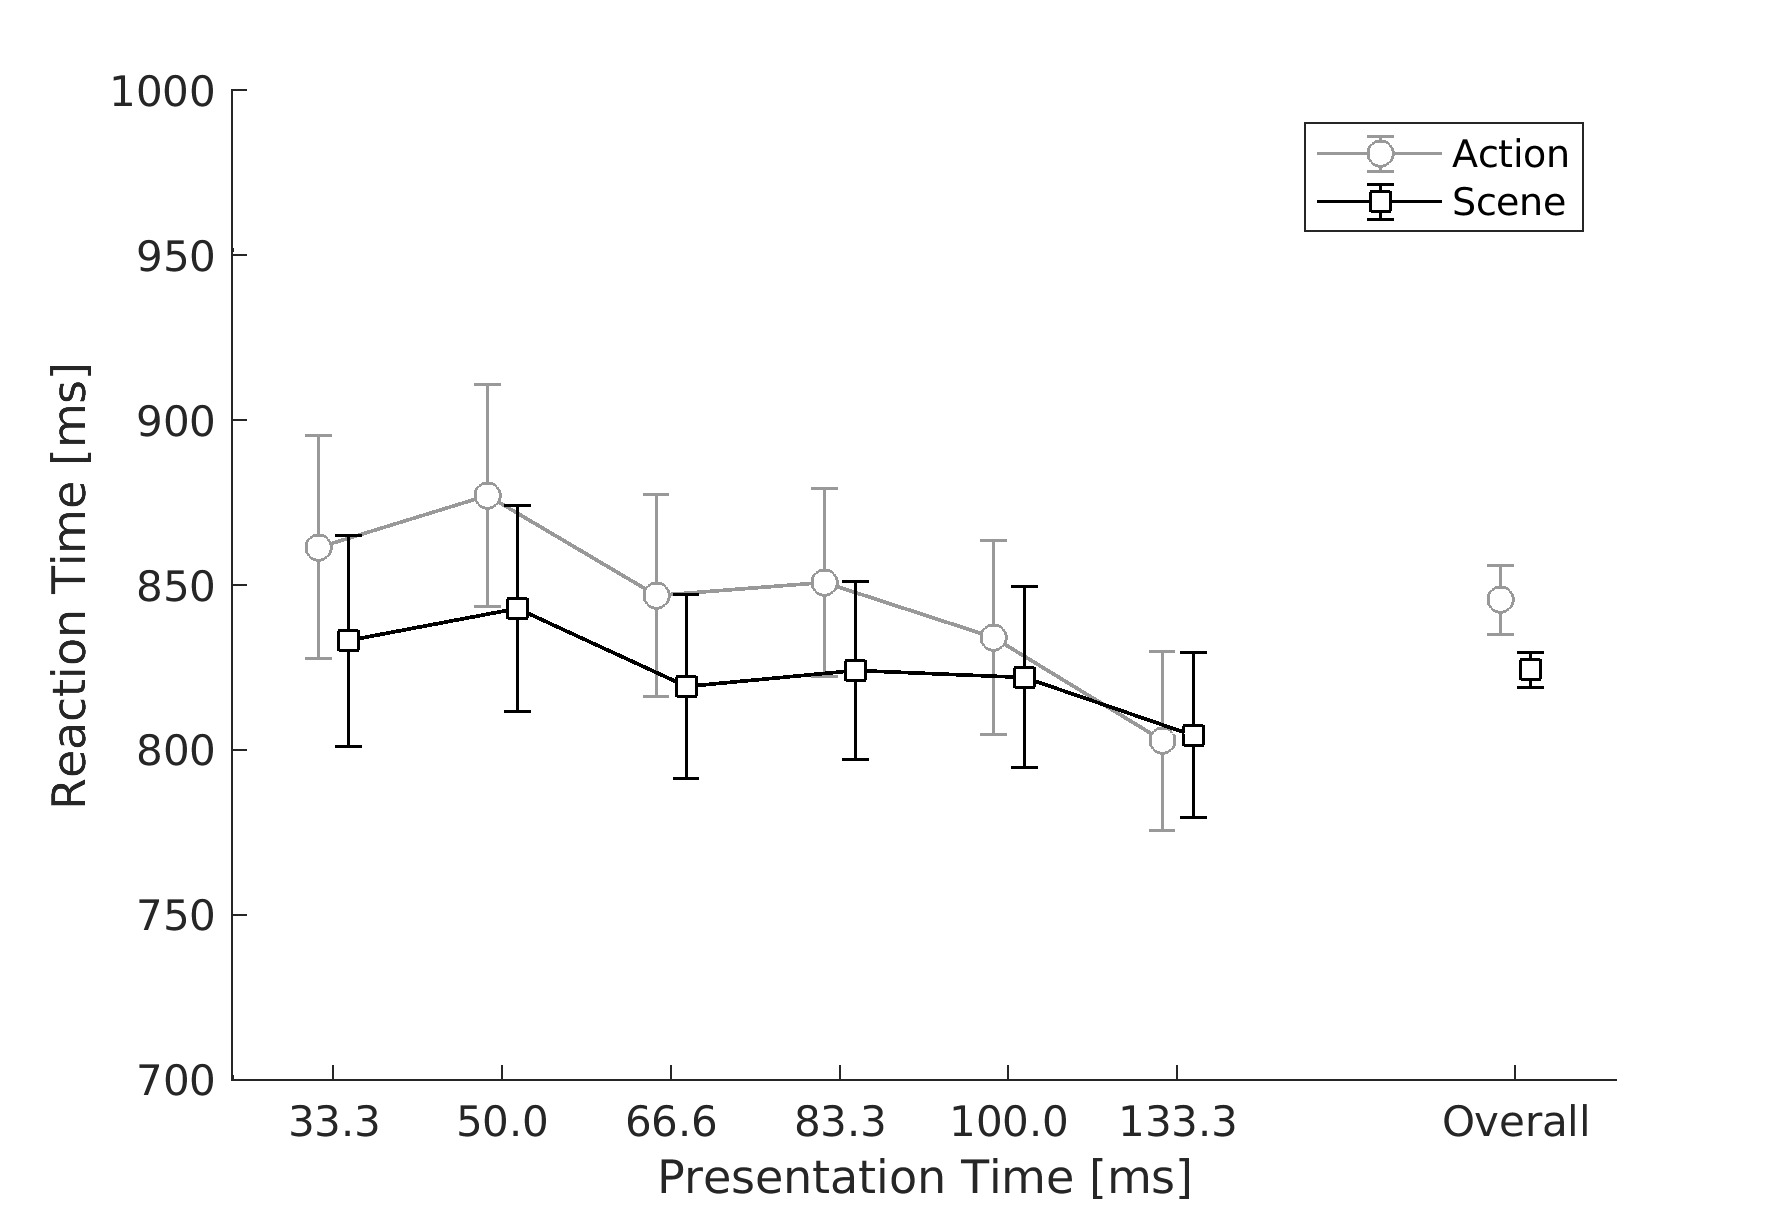 1000
950
900
850
800
750
700
Reaction Time [ms]
Action
Scene
33.3 50.0 66.6 83.3 100.0 133.3 Overall
Presentation Time [ms]